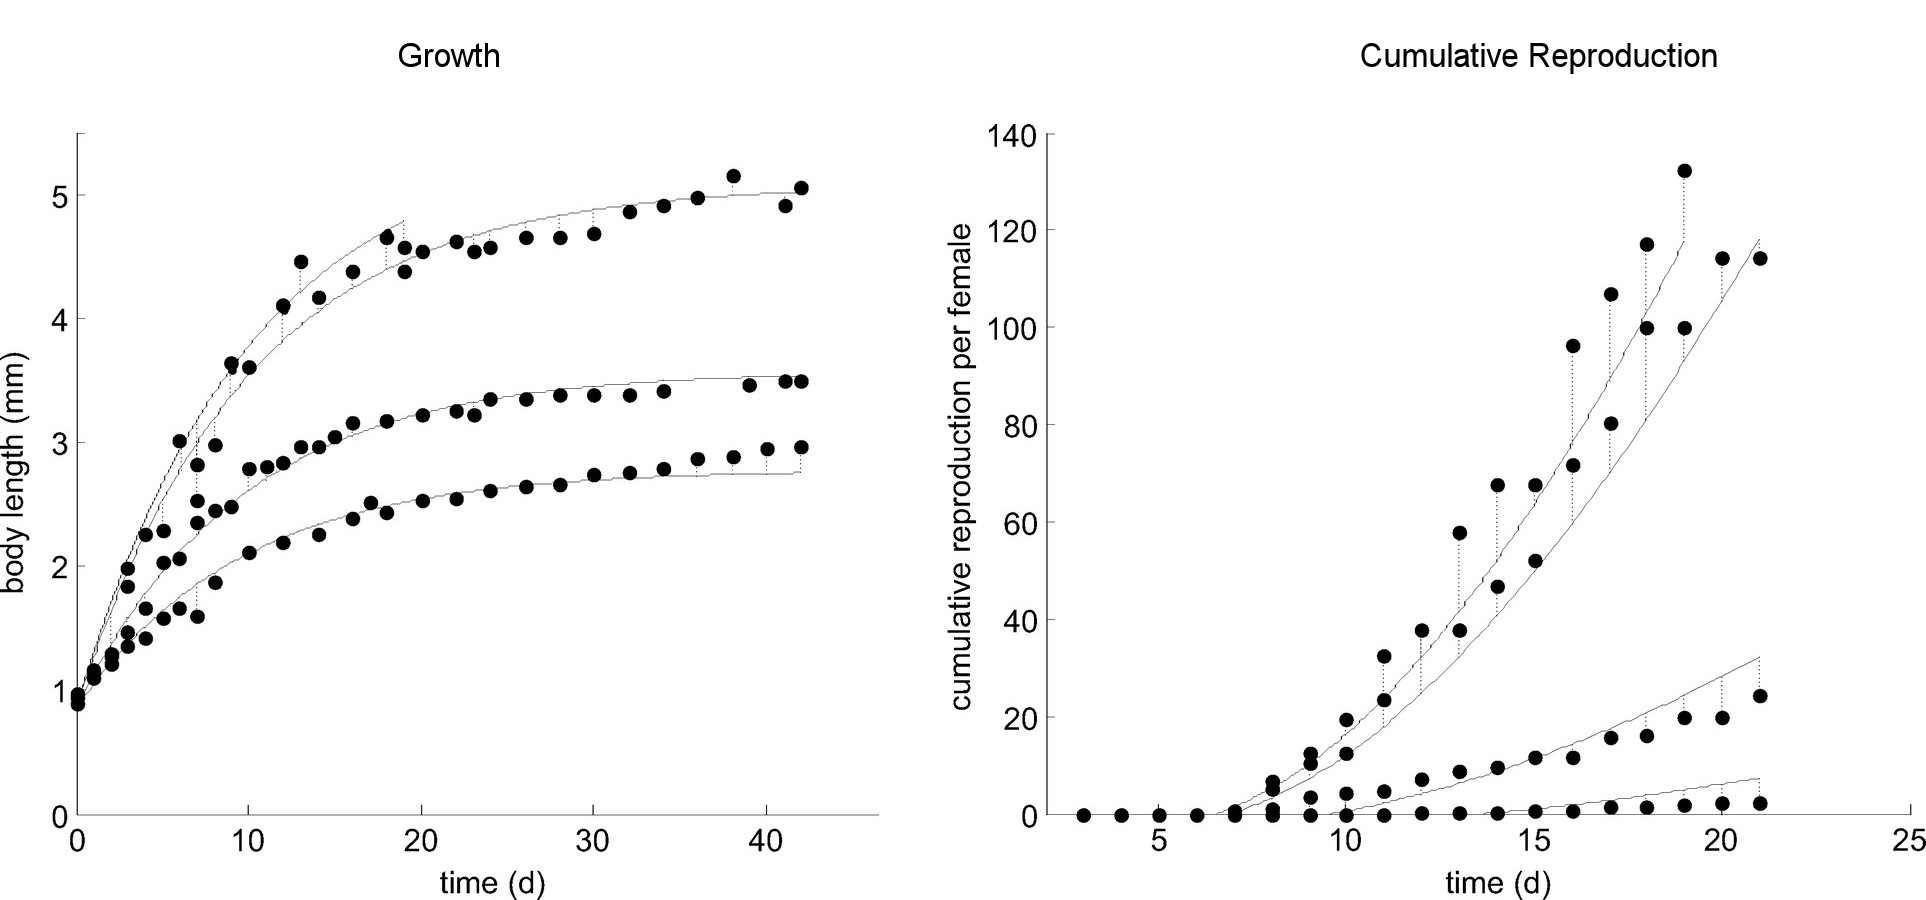 Growth
body length (mm)
5
4
3
2
1
0
0 10 20 30 40
time (d)
Cumulative Reproduction
cumulative reproduction per female
140
120
100
80
60
40
20
0
5 10 15 20 25
time (d)